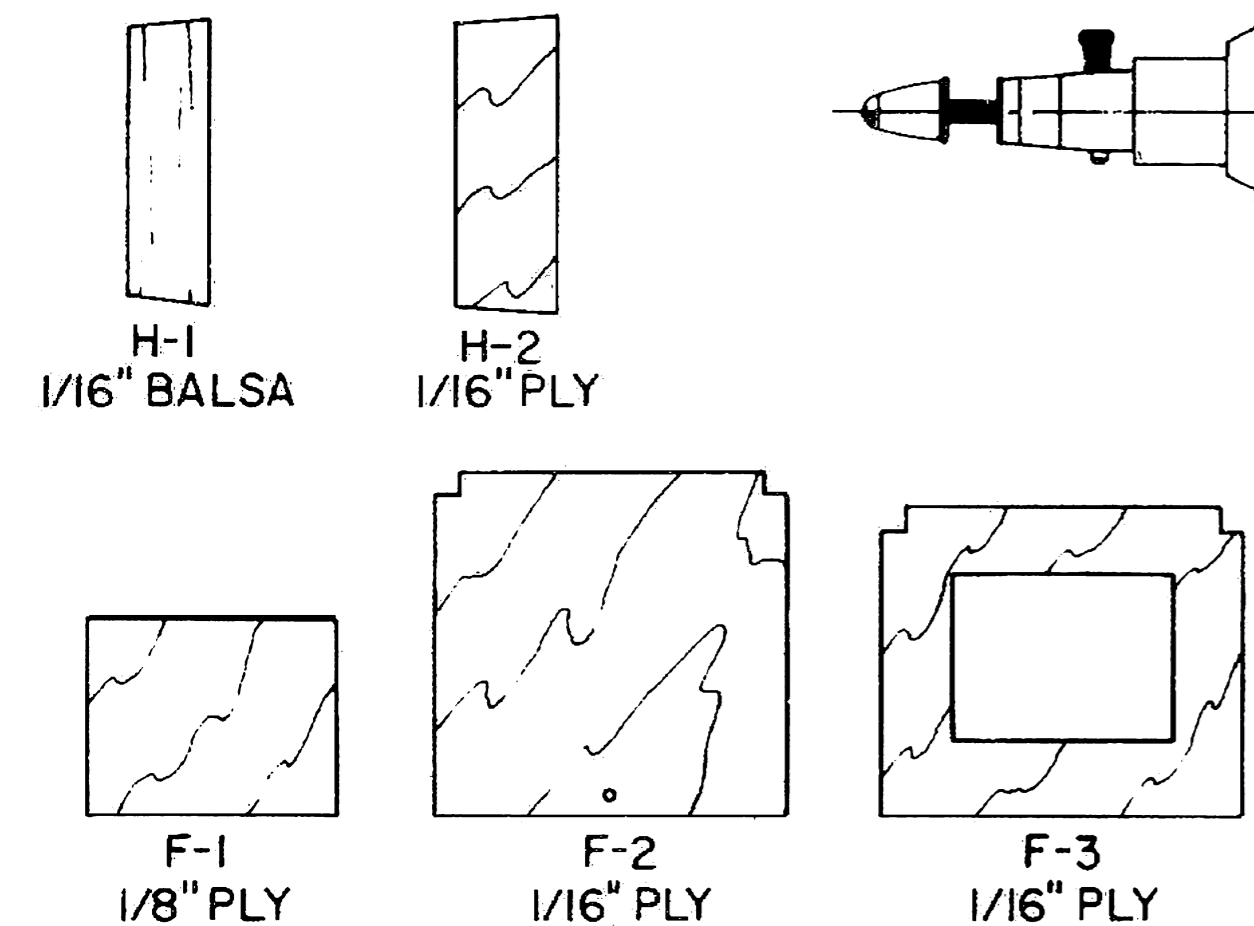 H-1
1/16" BALSA
H-2
1/16" PLY
F-1
1/8" PLY
F-2
1/16" PLY
F-3
1/16" PLY